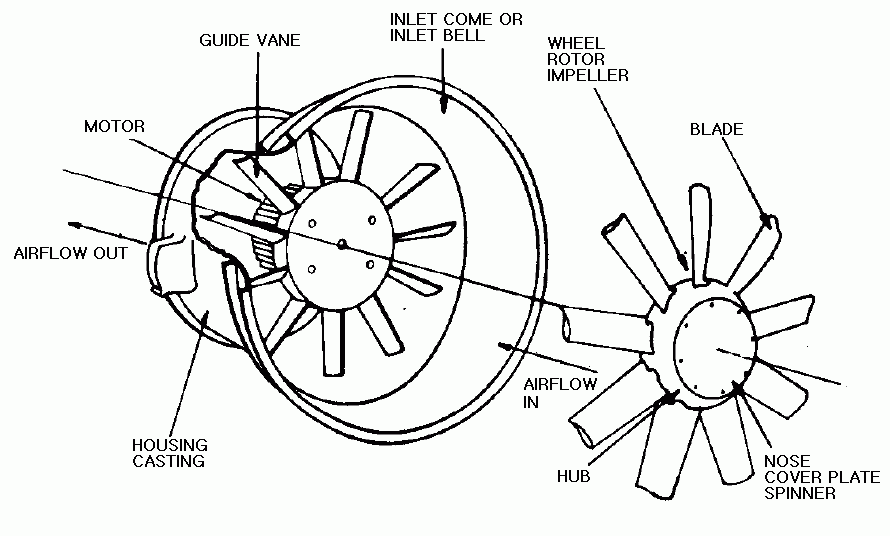 INLET COME OR
INLET BELL
GUIDE VANE
WHEEL
ROTOR
IMPELLER
MOTOR
BLADE
AIRFLOW OUT
AIRFLOW
IN
HOUSING
CASTING
HUB
NOSE
COVER PLATE
SPINNER